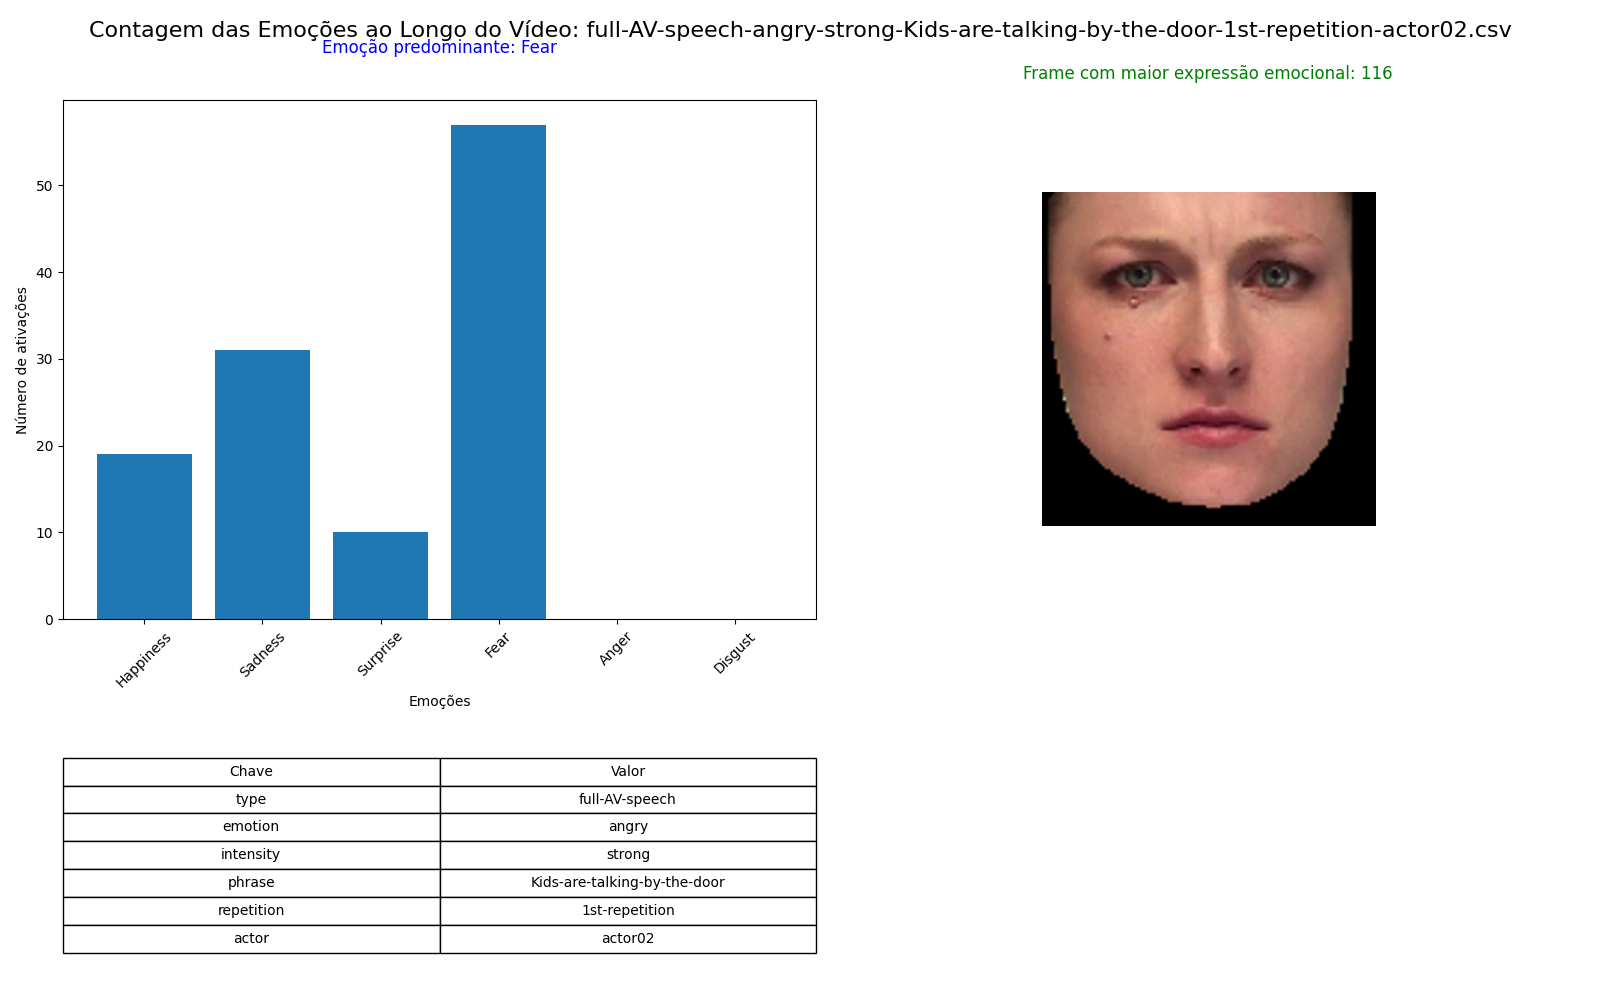 Contagem das Emoções ao Longo do Vídeo: full-AV-speech-angry-strong-Kids-are-talking-by-the-door-1st-repetition-actor02.csv
Emoção predominante: Fear
Frame com maior expressão emocional: 116
Número de ativações
50
40
30
20
10
0
Happiness
Sadness
Surprise
Fear
Anger
Disgust
Emoções
Chave Valor
type full-AV-speech
emotion angry
intensity strong
phrase Kids-are-talking-by-the-door
repetition 1st-repetition
actor actor02